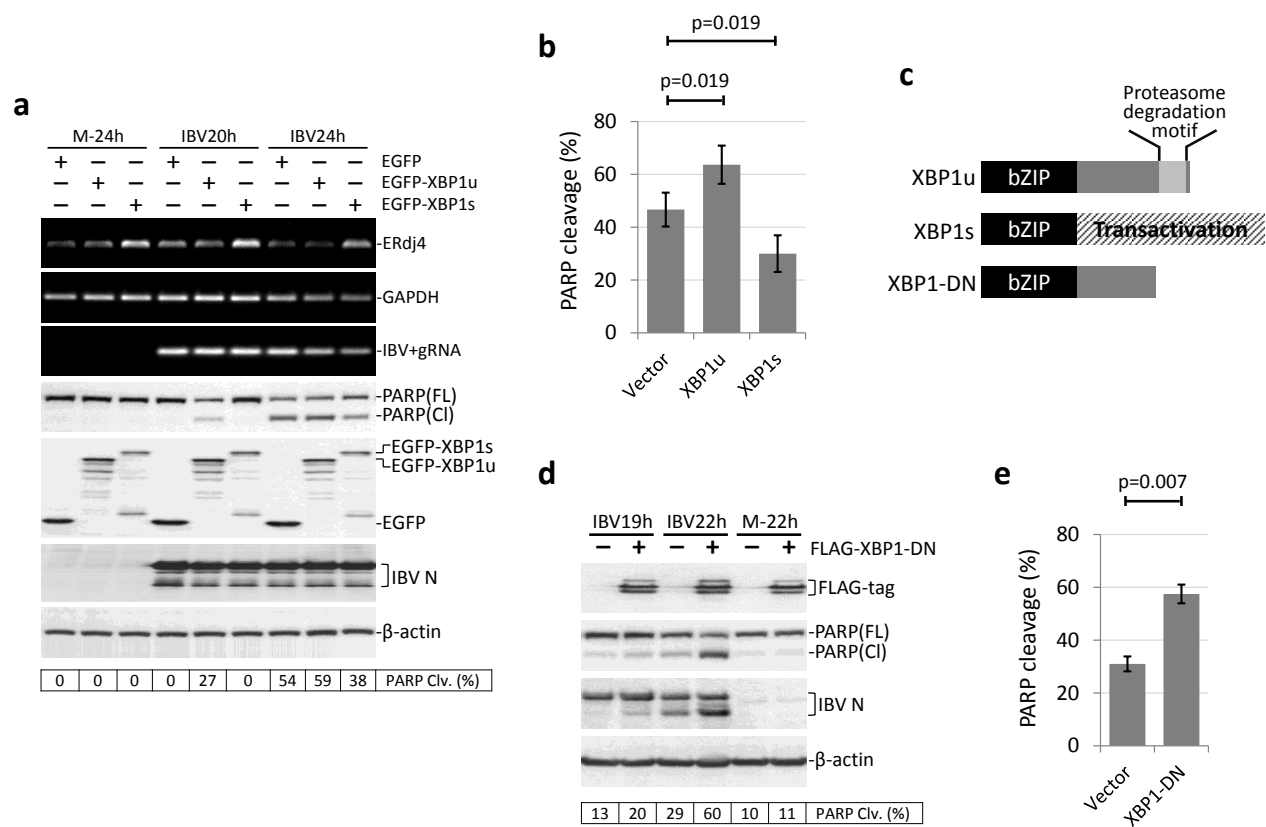 a
M-24h IBV20h IBV24h
+ − − + − − + − − EGFP
− + − − + − − + − EGFP-XBP1u
− − + − − + − − + EGFP-XBP1s
-ERdj4
-GAPDH
-IBV+gRNA
-PARP(FL)
-PARP(Cl)
EGFP-XBP1s
EGFP-XBP1u
-EGFP
IBV N
-β-actin
0 0 0 0 27 0 54 59 38 PARP Clv. (%)
b
p=0.019
p=0.019
PARP cleavage (%)
80
60
40
20
0
Vector
XBP1u
XBP1s
c
Proteasome
degradation
motif
XBP1u bZIP
XBP1s bZIP Transactivation
XBP1-DN bZIP
d
IBV19h IBV22h M-22h
− + − + − + FLAG-XBP1-DN
FLAG-tag
-PARP(FL)
-PARP(Cl)
IBV N
-β-actin
13 20 29 60 10 11 PARP Clv. (%)
e
p=0.007
PARP cleavage (%)
80
60
40
20
0
Vector
XBP1-DN